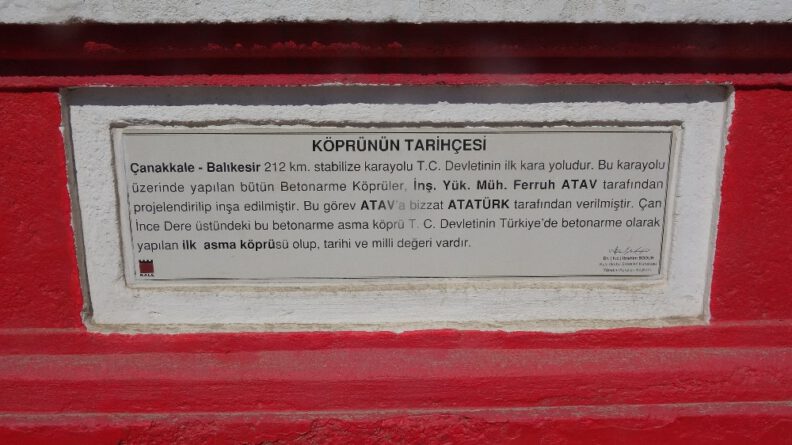 KÖPRÜNÜN TARİHÇESİ
Çanakkale - Balıkesir 212 km. stabilize karayolu T.C. Devletinin ilk kara yoludur. Bu karayolu
üzerinde yapılan bütün Betonarme Köprüler, İnş. Yük. Müh. Ferruh ATAV tarafından
projelendirilip inşa edilmiştir. Bu görev ATAV'a bizzat ATATÜRK tarafından verilmiştir. Çan
İnce Dere üstündeki bu betonarme asma köprü T. C. Devletinin Türkiye'de betonarme olarak
yapılan ilk asma köprüsü olup, tarihi ve milli değeri vardır.
KALE